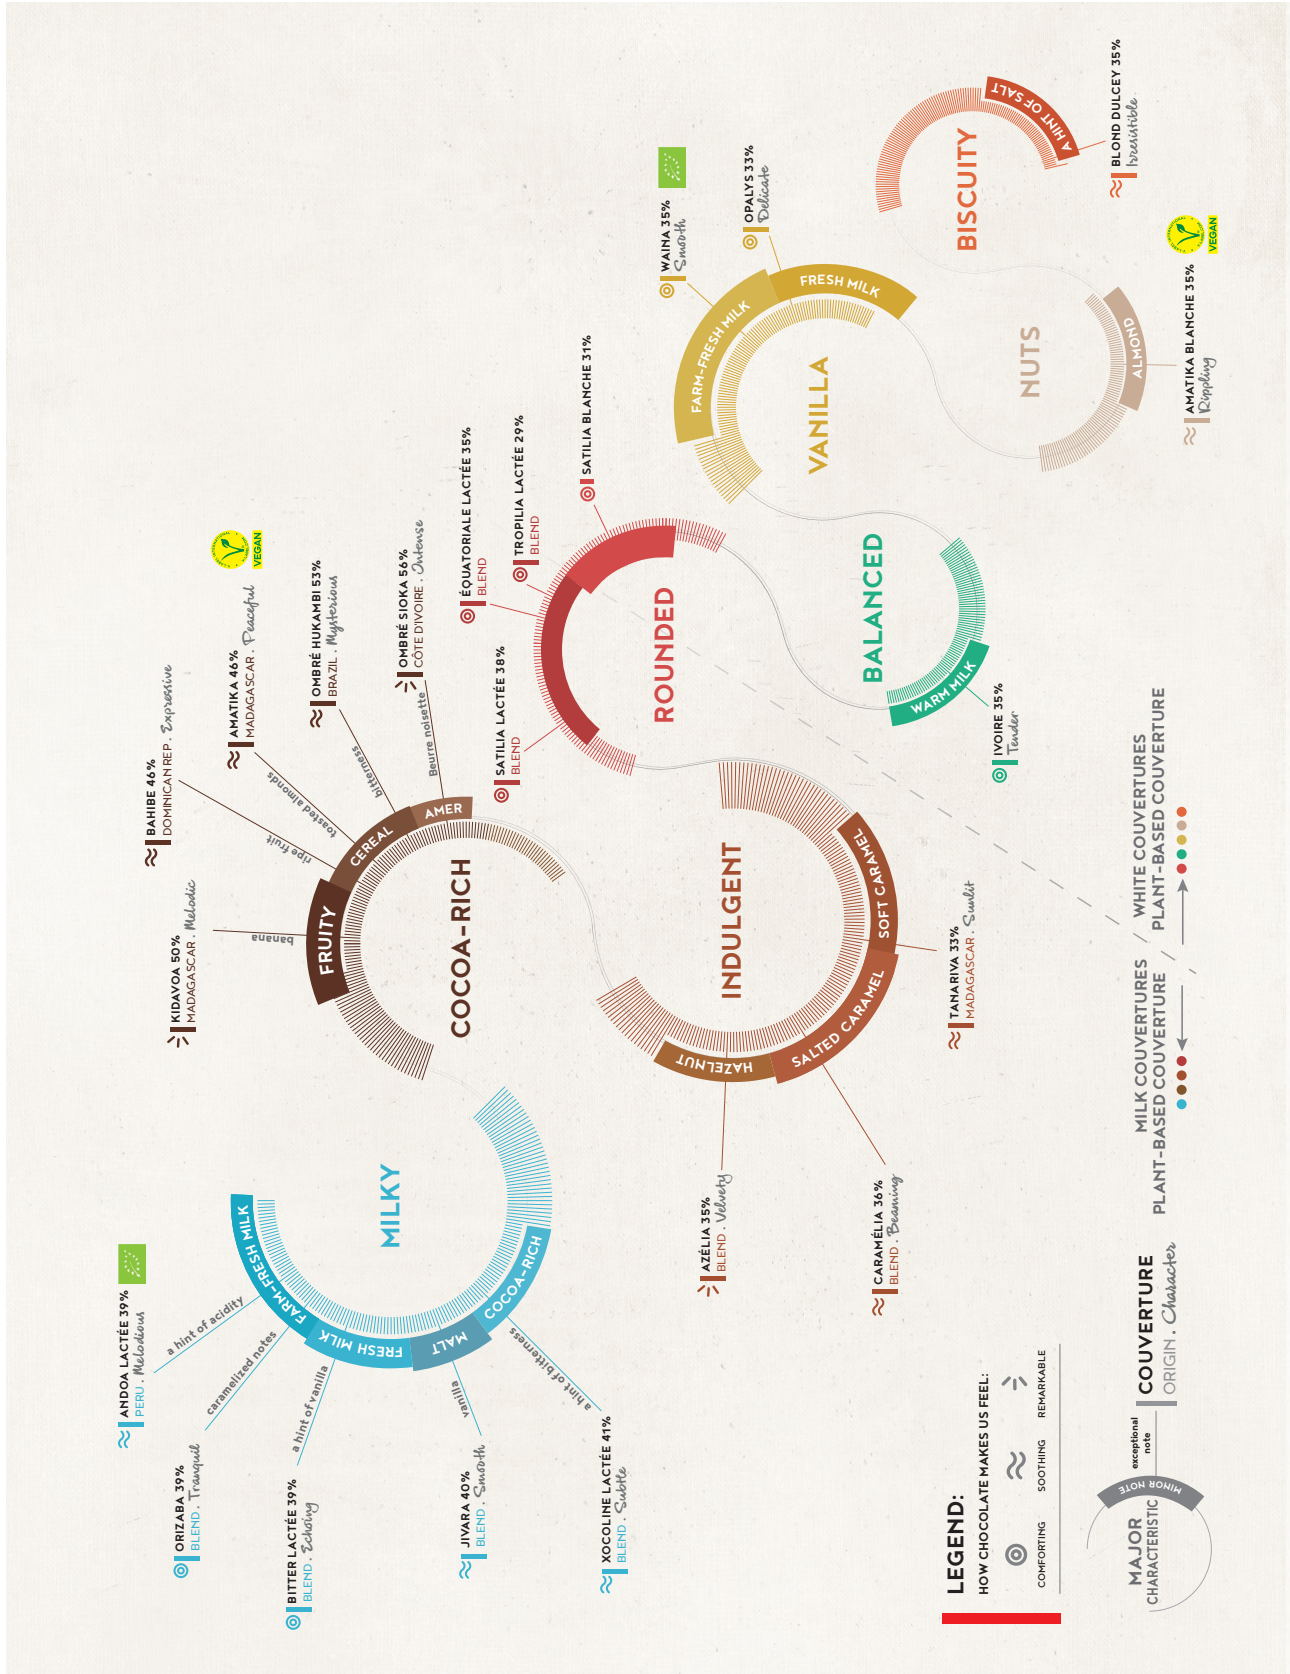 MILKY
FARM-FRESH MILK
FRESH MILK
MALT
COCOA-RICH
ANDOA LACTÉE 39%
PERU . Melodious
a hint of acidity
ORIZABA 39%
BLEND . Tranquil
caramelized notes
BITTER LACTÉE 39%
BLEND . Echoing
a hint of vanilla
JIVARA 40%
BLEND . Smooth
vanilla
XOCOLINE LACTÉE 41%
BLEND . Subtle
a hint of bitterness
COCOA-RICH
FRUITY
CEREAL
AMER
KIDAVOA 50%
MADAGASCAR . Melodic
banana
BAHIBE 46%
DOMINICAN REP . Expressive
ripe fruit
AMATIKA 46%
MADAGASCAR . Peaceful
VEGAN
toasted almonds
OMBRÉ HUKAMBI 53%
BRAZIL . Mysterious
bitterness
OMBRÉ SIOKA 56%
CÔTE D'IVOIRE . Intense
Beurre noisette
INDULGENT
HAZELNUT
SALTED CARAMEL
SOFT CARAMEL
AZÉLIA 35%
BLEND . Velvety
CARAMÉLIA 36%
BLEND . Beaming
TANARIVA 33%
MADAGASCAR . Sunlit
ROUNDED
SATILIA LACTÉE 38%
BLEND
ÉQUATORIALE LACTÉE 35%
BLEND
TROPILIA LACTÉE 29%
BLEND
SATILIA BLANCHE 31%
BALANCED
WARM MILK
IVOIRE 35%
Tender
VANILLA
FARM-FRESH MILK
FRESH MILK
WAINA 35%
Smooth
OPALYS 33%
Delicate
NUTS
ALMOND
AMATIKA BLANCHE 35%
Rippling
VEGAN
BISCUITY
A HINT OF SALT
BLOND DULCEY 35%
Irresistible
LEGEND:
HOW CHOCOLATE MAKES US FEEL:
COMFORTING
SOOTHING
REMARKABLE
MAJOR
CHARACTERISTIC
MINOR NOTE
exceptional
note
COUVERTURE
ORIGIN . Character
MILK COUVERTURES
PLANT-BASED COUVERTURE
WHITE COUVERTURES
PLANT-BASED COUVERTURE